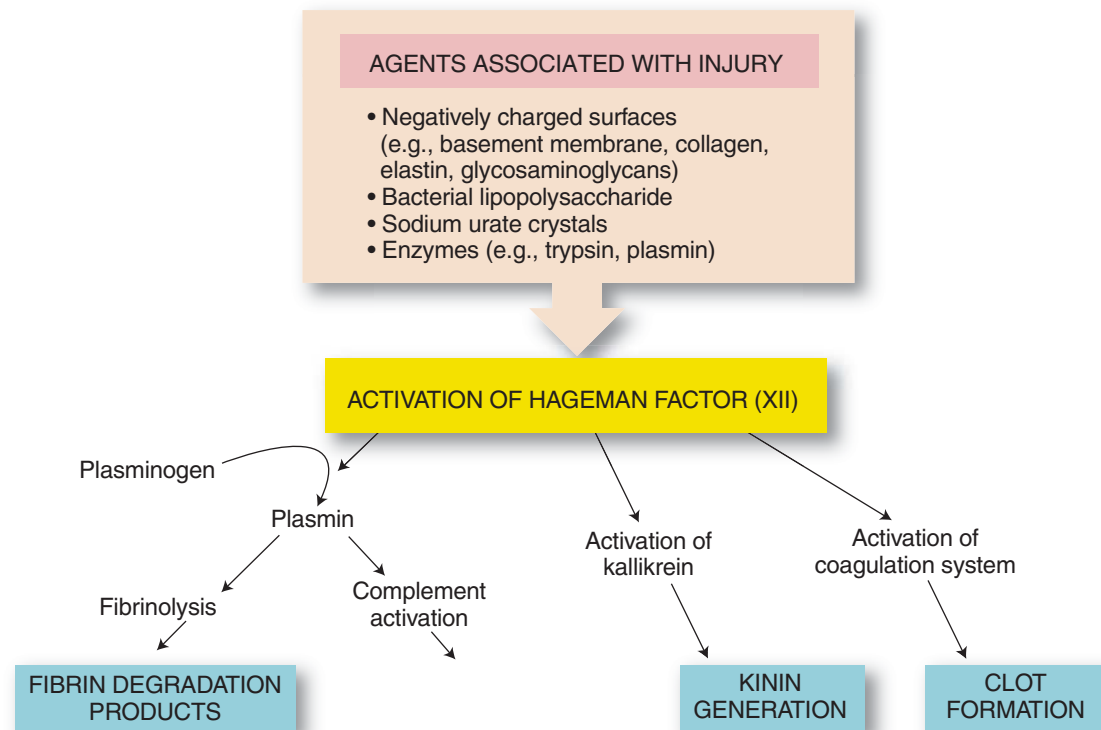 AGENTS ASSOCIATED WITH INJURY
• Negatively charged surfaces
(e.g., basement membrane, collagen,
elastin, glycosaminoglycans)
• Bacterial lipopolysaccharide
• Sodium urate crystals
• Enzymes (e.g., trypsin, plasmin)
ACTIVATION OF HAGEMAN FACTOR (XII)
Plasminogen
Plasmin
Activation of
kallikrein
Activation of
coagulation system
Fibrinolysis
Complement
activation
FIBRIN DEGRADATION
PRODUCTS
KININ
GENERATION
CLOT
FORMATION